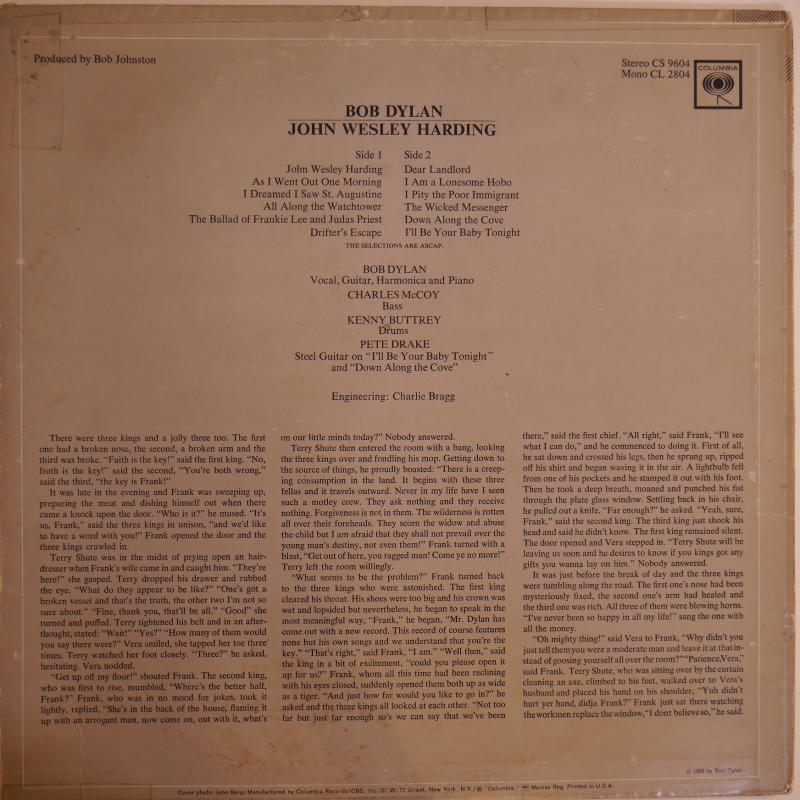 Produced by Bob Johnston
Stereo CS 9604
Mono CL 2804
COLUMBIA
BOB DYLAN
JOHN WESLEY HARDING
Side 1
John Wesley Harding
As I Went Out One Morning
I Dreamed I Saw St. Augustine
All Along the Watchtower
The Ballad of Frankie Lee and Judas Priest
Drifter's Escape
Side 2
Dear Landlord
I Am a Lonesome Hobo
I Pity the Poor Immigrant
The Wicked Messenger
Down Along the Cove
I'll Be Your Baby Tonight
THE SELECTIONS ARE ASCAP.
BOB DYLAN
Vocal, Guitar, Harmonica and Piano
CHARLES McCOY
Bass
KENNY BUTTREY
Drums
PETE DRAKE
Steel Guitar on "I'll Be Your Baby Tonight"
and "Down Along the Cove"
Engineering: Charlie Bragg
There were three kings and a jolly three too. The first
one had a broken nose, the second, a broken arm and the
third was broke. "Faith is the key!" said the first king. "No,
froth is the key!" said the second, "You're both wrong,"
said the third, "the key is Frank!"
It was late in the evening and Frank was sweeping up,
preparing the meat and dishing himself out when there
came a knock upon the door. "Who is it?" he mused. "It's
us, Frank," said the three kings in unison, "and we'd like
to have a word with you!" Frank opened the door and the
three kings crawled in.
Terry Shute was in the midst of prying open an hair-
dresser when Frank's wife came in and caught him. "They're
here!" she gasped. Terry dropped his drawer and rubbed
the eye. "What do they appear to be like?" "One's got a
broken vessel and that's the truth, the other two I'm not so
sure about." "Fine, thank you, that'll be all." "Good" she
turned and puffed. Terry tightened his belt and in an after-
thought, stated: "Wait!" "Yes?" "How many of them would
you say there were?" Vera smiled, she tapped her toe three
times. Terry watched her foot closely. "Three?" he asked,
hesitating. Vera nodded.
"Get up off my floor!" shouted Frank. The second king,
who was first to rise, mumbled, "Where's the better half,
Frank?" Frank, who was in no mood for jokes, took it
lightly, replied, "She's in the back of the house, flaming it
up with an arrogant man, now come on, out with it, what's
on our little minds today?" Nobody answered.
Terry Shute then entered the room with a bang, looking
the three kings over and fondling his mop. Getting down to
the source of things, he proudly boasted: "There is a creep-
ing consumption in the land. It begins with these three
fellas and it travels outward. Never in my life have I seen
such a motley crew. They ask nothing and they receive
nothing. Forgiveness is not in them. The wilderness is rotten
all over their foreheads. They scorn the widow and abuse
the child but I am afraid that they shall not prevail over the
young man's destiny, not even them!" Frank turned with a
blast, "Get out of here, you ragged man! Come ye no more!"
Terry left the room willingly.
"What seems to be the problem?" Frank turned back
to the three kings who were astonished. The first king
cleared his throat. His shoes were too big and his crown was
wet and lopsided but nevertheless, he began to speak in the
most meaningful way, "Frank," he began, "Mr. Dylan has
come out with a new record. This record of course features
none but his own songs and we understand that you're the
key." "That's right," said Frank, "I am." "Well then," said
the king in a bit of excitement, "could you please open it
up for us?" Frank, whom all this time had been reclining
with his eyes closed, suddenly opened them both up as wide
as a tiger. "And just how far would you like to go in?" he
asked and the three kings all looked at each other. "Not too
far but just far enough so's we can say that we've been
there," said the first chief. "All right," said Frank, "I'll see
what I can do," and he commenced to doing it. First of all,
he sat down and crossed his legs, then he sprung up, ripped
off his shirt and began waving it in the air. A lightbulb fell
from one of his pockets and he stamped it out with his foot.
Then he took a deep breath, moaned and punched his fist
through the plate glass window. Settling back in his chair,
he pulled out a knife, "Far enough?" he asked. "Yeah, sure,
Frank," said the second king. The third king just shook his
head and said he didn't know. The first king remained silent.
The door opened and Vera stepped in. "Terry Shute will be
leaving us soon and he desires to know if you kings got any
gifts you wanna lay on him." Nobody answered.
It was just before the break of day and the three kings
were tumbling along the road. The first one's nose had been
mysteriously fixed, the second one's arm had healed and
the third one was rich. All three of them were blowing horns.
"I've never been so happy in all my life!" sang the one with
all the money.
"Oh mighty thing!" said Vera to Frank, "Why didn't you
just tell them you were a moderate man and leave it at that in-
stead of goosing yourself all over the room?" "Patience, Vera,"
said Frank. Terry Shute, who was sitting over by the curtain
cleaning an axe, climbed to his feet, walked over to Vera's
husband and placed his hand on his shoulder. "Yuh didn't
hurt yer hand, didja Frank?" Frank just sat there watching
the workmen replace the window, "I dont believe so," he said.
© 1968 by Bob Dylan
Cover photo: John Berg/Manufactured by Columbia Records/CBS, Inc./51 W. 52 Street, New York, N.Y./® "Columbia," Marcas Reg. Printed in U.S.A.